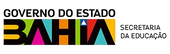 GOVERNO DO ESTADO
BAHIA
SECRETARIA
DA EDUCAÇÃO